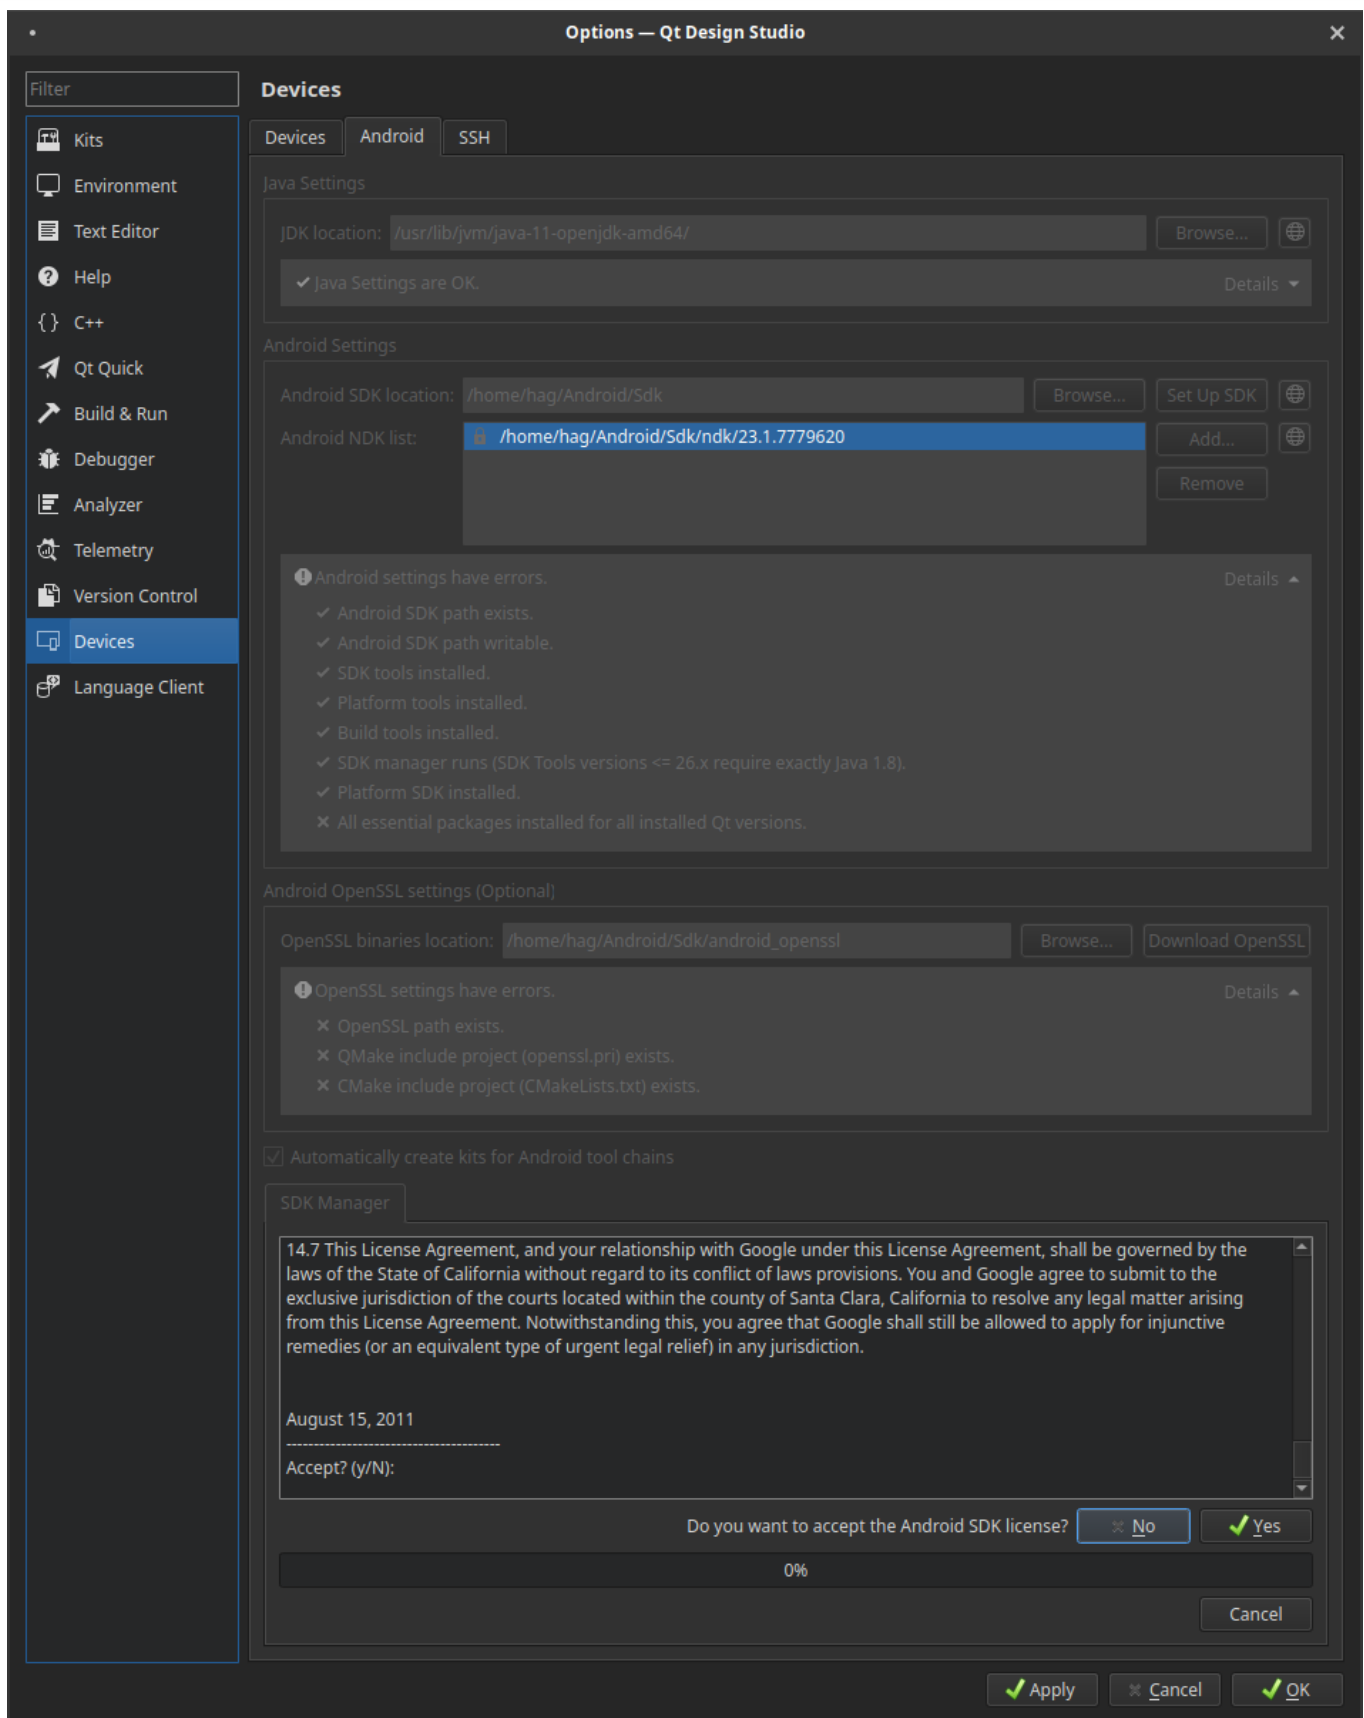 Options — Qt Design Studio
Filter
Kits
Environment
Text Editor
Help
C++
Qt Quick
Build & Run
Debugger
Analyzer
Telemetry
Version Control
Devices
Language Client
Devices
Devices Android SSH
Java Settings
JDK location: /usr/lib/jvm/java-11-openjdk-amd64/ Browse...
Java Settings are OK. Details
Android Settings
Android SDK location: /home/hag/Android/Sdk Browse... Set Up SDK
Android NDK list: /home/hag/Android/Sdk/ndk/23.1.7779620 Add...
Remove
Android settings have errors. Details
Android SDK path exists.
Android SDK path writable.
SDK tools installed.
Platform tools installed.
Build tools installed.
SDK manager runs (SDK Tools versions <= 26.x require exactly Java 1.8).
Platform SDK installed.
All essential packages installed for all installed Qt versions.
Android OpenSSL settings (Optional)
OpenSSL binaries location: /home/hag/Android/Sdk/android_openssl Browse... Download OpenSSL
OpenSSL settings have errors. Details
OpenSSL path exists.
QMake include project (openssl.pri) exists.
CMake include project (CMakeLists.txt) exists.
Automatically create kits for Android tool chains
SDK Manager
14.7 This License Agreement, and your relationship with Google under this License Agreement, shall be governed by the
laws of the State of California without regard to its conflict of laws provisions. You and Google agree to submit to the
exclusive jurisdiction of the courts located within the county of Santa Clara, California to resolve any legal matter arising
from this License Agreement. Notwithstanding this, you agree that Google shall still be allowed to apply for injunctive
remedies (or an equivalent type of urgent legal relief) in any jurisdiction.
August 15, 2011
---------------------------------------
Accept? (y/N):
Do you want to accept the Android SDK license? No Yes
0%
Cancel
Apply Cancel OK